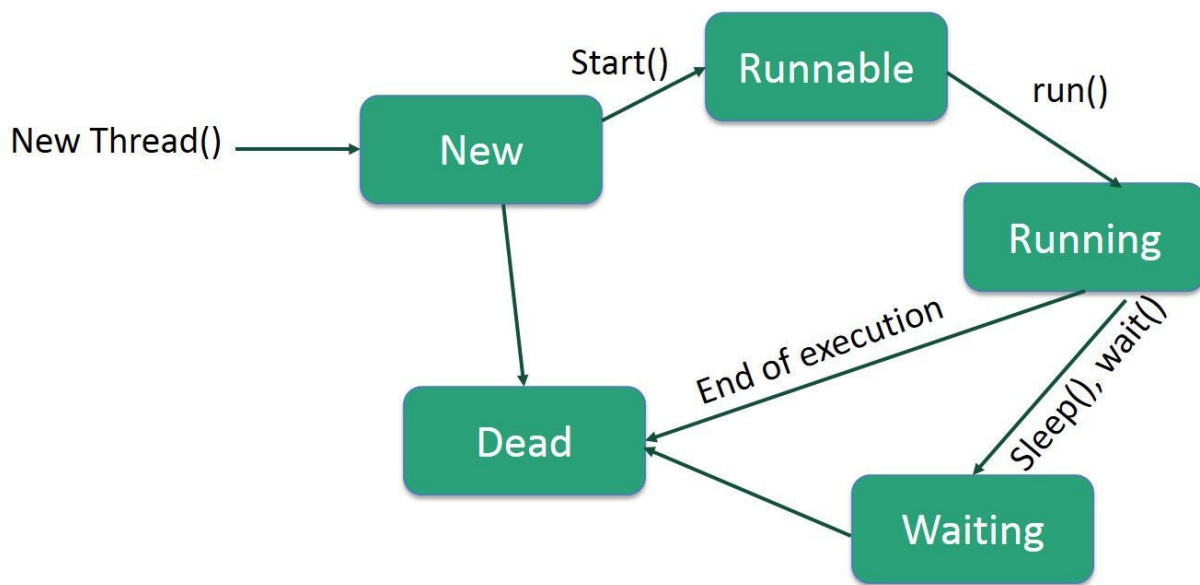 Start()
Runnable
run()
New Thread()
New
Running
End of execution
Sleep(), wait()
Dead
Waiting